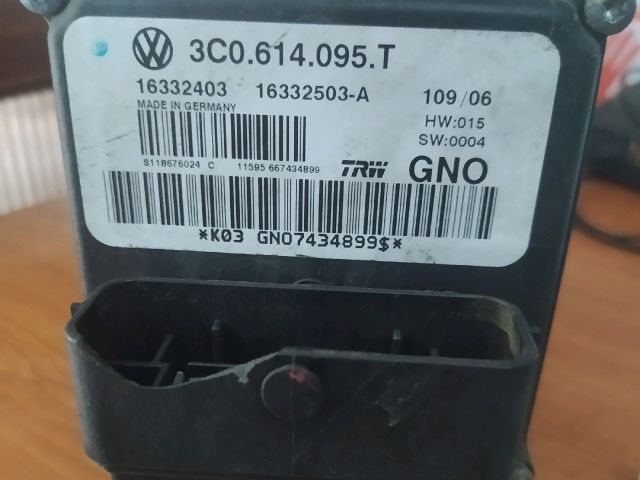 3C0.614.095.T
16332403 16332503-A 109/06
MADE IN GERMANY
HW:015
SW:0004
S118676024 C 11595 667434899
TRW GNO
*K03 GNO7434899$*